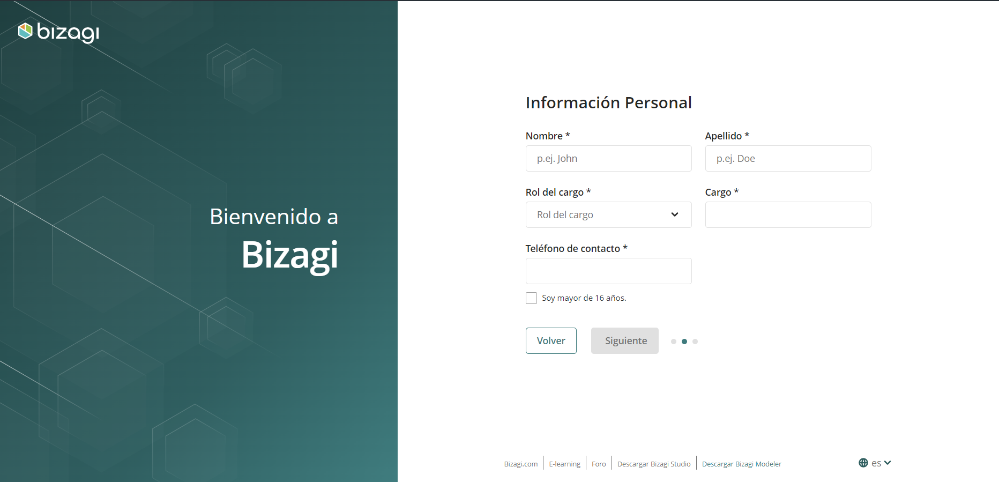 bizagi
Bienvenido a
Bizagi
Información Personal
Nombre * Apellido *
p.ej. John p.ej. Doe
Rol del cargo * Cargo *
Rol del cargo
Teléfono de contacto *
Soy mayor de 16 años.
Volver Siguiente
Bizagi.com E-learning Foro Descargar Bizagi Studio Descargar Bizagi Modeler es